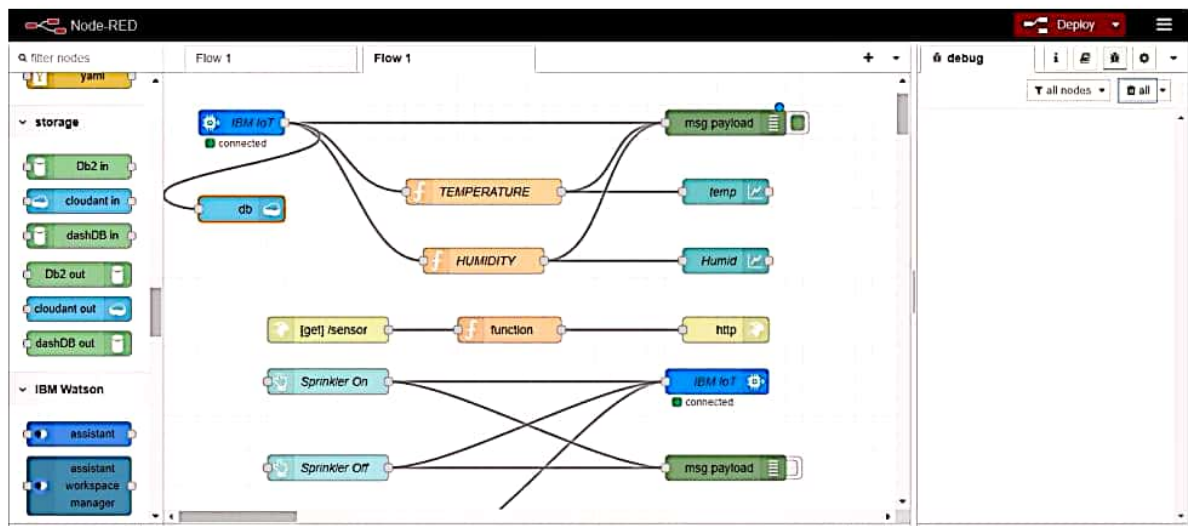 Node-RED
Deploy
filter nodes
Flow 1
Flow 1
debug
i
all nodes
all
yaml
storage
Db2 in
cloudant in
dashDB in
Db2 out
cloudant out
dashDB out
IBM Watson
assistant
assistant
workspace
manager
IBM IoT
connected
db
msg payload
f
TEMPERATURE
temp
f
HUMIDITY
Humid
[get] /sensor
f
function
http
Sprinkler On
IBM IoT
connected
Sprinkler Off
msg payload